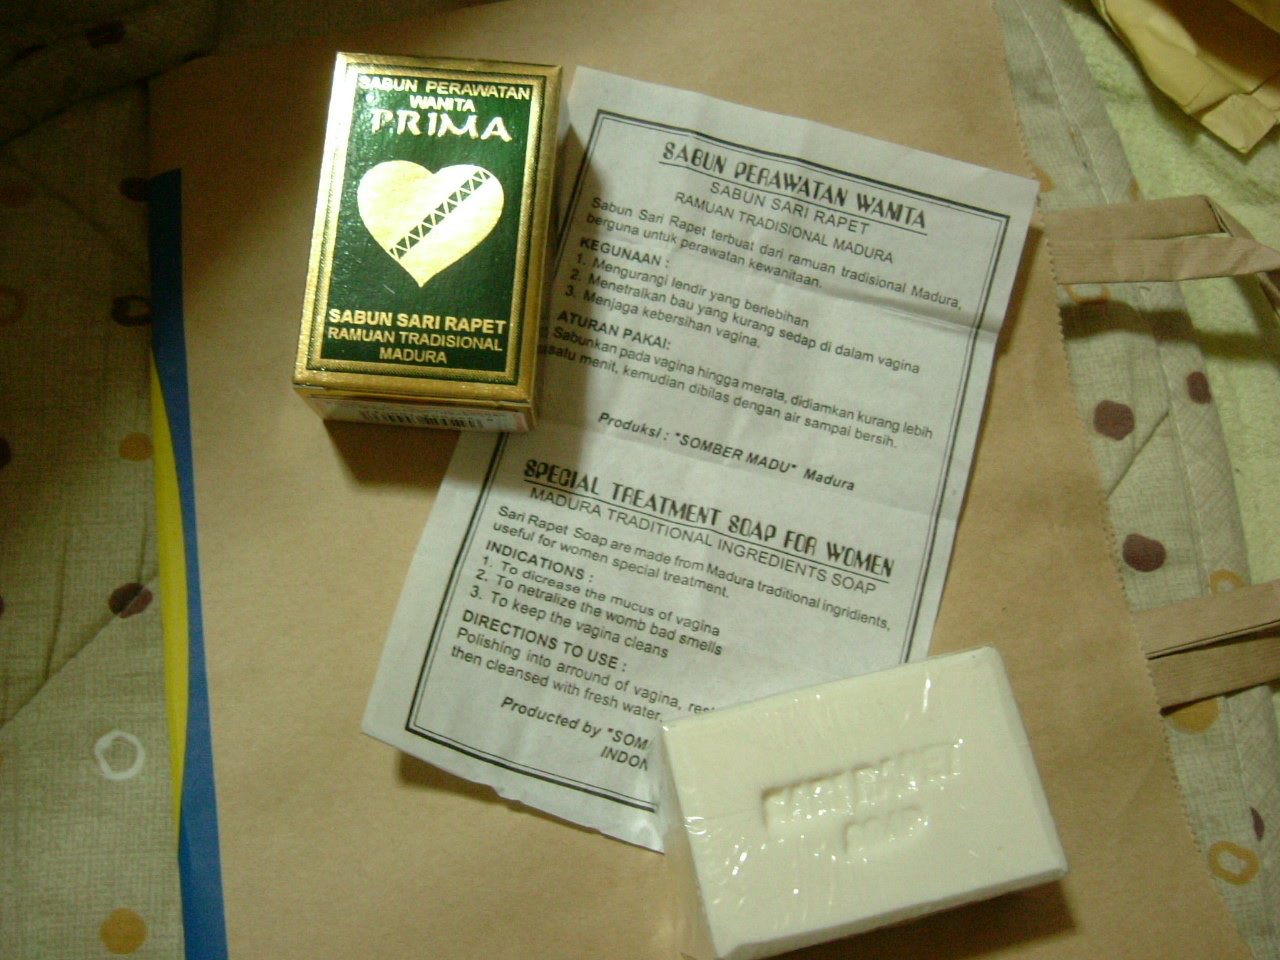 SABUN PERAWATAN
WANITA
PRIMA
SABUN SARI RAPET
RAMUAN TRADISIONAL
MADURA
SABUN PERAWATAN WANITA
SABUN SARI RAPET
RAMUAN TRADISIONAL MADURA
Sabun Sari Rapet terbuat dari ramuan tradisional Madura,
berguna untuk perawatan kewanitaan.
KEGUNAAN :
1. Mengurangi lendir yang berlebihan
2. Menetralkan bau yang kurang sedap di dalam vagina
3. Menjaga kebersihan vagina.
ATURAN PAKAI:
Sabunkan pada vagina hingga merata, didiamkan kurang lebih
satu menit, kemudian dibilas dengan air sampai bersih.
Produksi : "SOMBER MADU" Madura
SPECIAL TREATMENT SOAP FOR WOMEN
MADURA TRADITIONAL INGREDIENTS SOAP
Sari Rapet Soap are made from Madura traditional ingridients,
useful for women special treatment.
INDICATIONS :
1. To dicrease the mucus of vagina
2. To netralize the womb bad smells
3. To keep the vagina cleans
DIRECTIONS TO USE :
Polishing into arround of vagina,
then cleansed with fresh water.
Producted by "SOM
INDON
SARI RAPET
SOAP